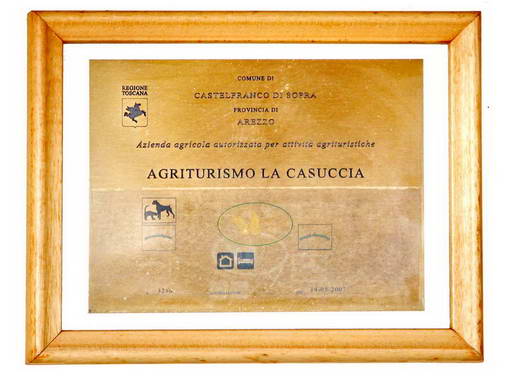 COMUNE DI
CASTELFRANCO DI SOPRA
PROVINCIA DI
AREZZO
REGIONE
TOSCANA
Azienda agricola autorizzata per attività agrituristiche
AGRITURISMO LA CASUCCIA